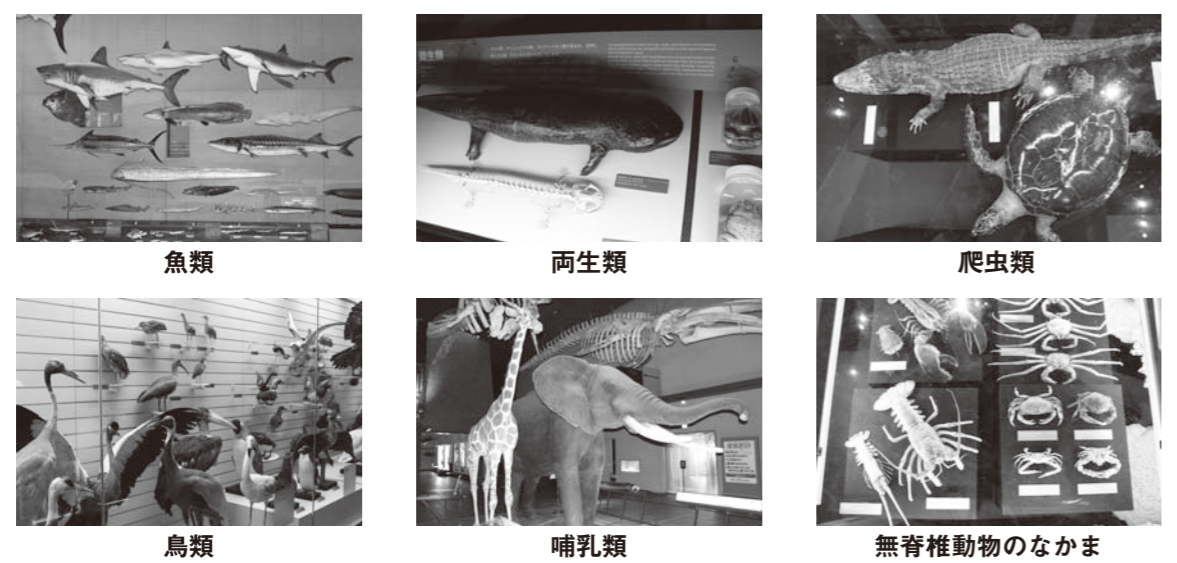 魚類
両生類
爬虫類
鳥類
哺乳類
無脊椎動物のなかま